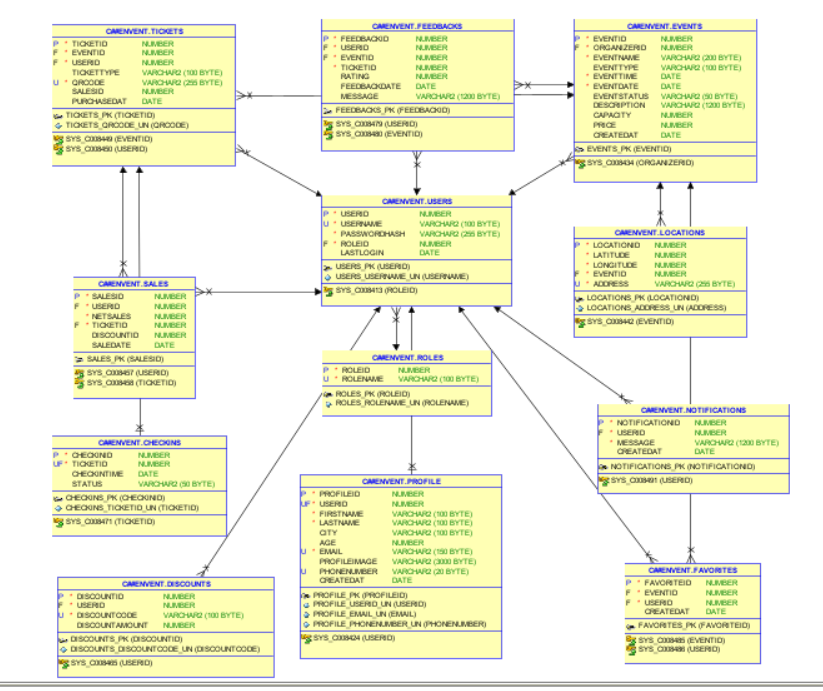 CAMENVENT.TICKETS
P * TICKETID NUMBER
F * EVENTID NUMBER
F * USERID NUMBER
TICKETTYPE VARCHAR2 (100 BYTE)
U * QRCODE VARCHAR2 (255 BYTE)
SALESID NUMBER
PURCHASEDAT DATE
TICKETS_PK (TICKETID)
TICKETS_QRCODE_UN (QRCODE)
SYS_C008449 (EVENTID)
SYS_C008450 (USERID)
CAMENVENT.FEEDBACKS
P * FEEDBACKID NUMBER
F * USERID NUMBER
F * EVENTID NUMBER
* TICKETID NUMBER
RATING NUMBER
FEEDBACKDATE DATE
MESSAGE VARCHAR2 (1200 BYTE)
FEEDBACKS_PK (FEEDBACKID)
SYS_C008479 (USERID)
SYS_C008480 (EVENTID)
CAMENVENT.EVENTS
P * EVENTID NUMBER
F * ORGANIZERID NUMBER
* EVENTNAME VARCHAR2 (200 BYTE)
EVENTTYPE VARCHAR2 (100 BYTE)
* EVENTTIME DATE
* EVENTDATE DATE
EVENTSTATUS VARCHAR2 (50 BYTE)
DESCRIPTION VARCHAR2 (1200 BYTE)
CAPACITY NUMBER
PRICE NUMBER
CREATEDAT DATE
EVENTS_PK (EVENTID)
SYS_C008434 (ORGANIZERID)
CAMENVENT.USERS
P * USERID NUMBER
U * USERNAME VARCHAR2 (100 BYTE)
* PASSWORDHASH VARCHAR2 (255 BYTE)
F * ROLEID NUMBER
LASTLOGIN DATE
USERS_PK (USERID)
USERS_USERNAME_UN (USERNAME)
SYS_C008413 (ROLEID)
CAMENVENT.LOCATIONS
P * LOCATIONID NUMBER
* LATITUDE NUMBER
* LONGITUDE NUMBER
F * EVENTID NUMBER
U * ADDRESS VARCHAR2 (255 BYTE)
LOCATIONS_PK (LOCATIONID)
LOCATIONS_ADDRESS_UN (ADDRESS)
SYS_C008442 (EVENTID)
CAMENVENT.SALES
P * SALESID NUMBER
F * USERID NUMBER
* NETSALES NUMBER
F * TICKETID NUMBER
DISCOUNTID NUMBER
SALEDATE DATE
SALES_PK (SALESID)
SYS_C008457 (USERID)
SYS_C008458 (TICKETID)
CAMENVENT.ROLES
P * ROLEID NUMBER
U * ROLENAME VARCHAR2 (100 BYTE)
ROLES_PK (ROLEID)
ROLES_ROLENAME_UN (ROLENAME)
CAMENVENT.NOTIFICATIONS
P * NOTIFICATIONID NUMBER
F * USERID NUMBER
* MESSAGE VARCHAR2 (1200 BYTE)
CREATEDAT DATE
NOTIFICATIONS_PK (NOTIFICATIONID)
SYS_C008491 (USERID)
CAMENVENT.CHECKINS
P * CHECKINID NUMBER
UF * TICKETID NUMBER
CHECKINTIME DATE
STATUS VARCHAR2 (50 BYTE)
CHECKINS_PK (CHECKINID)
CHECKINS_TICKETID_UN (TICKETID)
SYS_C008471 (TICKETID)
CAMENVENT.PROFILE
P * PROFILEID NUMBER
UF * USERID NUMBER
* FIRSTNAME VARCHAR2 (100 BYTE)
* LASTNAME VARCHAR2 (100 BYTE)
CITY VARCHAR2 (100 BYTE)
AGE NUMBER
U * EMAIL VARCHAR2 (150 BYTE)
PROFILEIMAGE VARCHAR2 (3000 BYTE)
U PHONENUMBER VARCHAR2 (20 BYTE)
CREATEDAT DATE
PROFILE_PK (PROFILEID)
PROFILE_USERID_UN (USERID)
PROFILE_EMAIL_UN (EMAIL)
PROFILE_PHONENUMBER_UN (PHONENUMBER)
SYS_C008424 (USERID)
CAMENVENT.DISCOUNTS
P * DISCOUNTID NUMBER
F * USERID NUMBER
U * DISCOUNTCODE VARCHAR2 (100 BYTE)
DISCOUNTAMOUNT NUMBER
DISCOUNTS_PK (DISCOUNTID)
DISCOUNTS_DISCOUNTCODE_UN (DISCOUNTCODE)
SYS_C008465 (USERID)
CAMENVENT.FAVORITES
P * FAVORITEID NUMBER
F * EVENTID NUMBER
F * USERID NUMBER
CREATEDAT DATE
FAVORITES_PK (FAVORITEID)
SYS_C008485 (EVENTID)
SYS_C008486 (USERID)